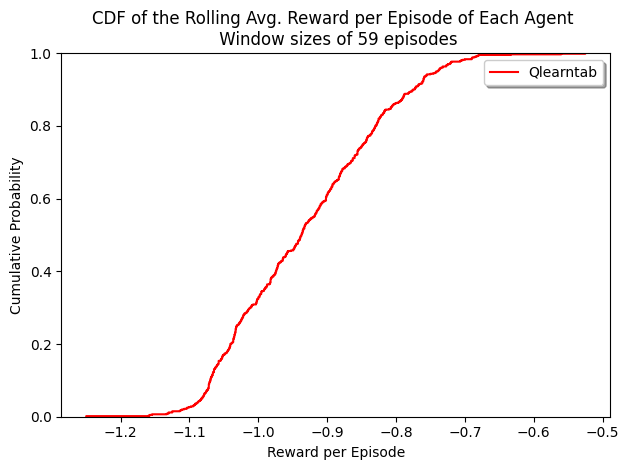 CDF of the Rolling Avg. Reward per Episode of Each Agent
Window sizes of 59 episodes
Qlearntab
Cumulative Probability
1.0
0.8
0.6
0.4
0.2
0.0
−1.2 −1.1 −1.0 −0.9 −0.8 −0.7 −0.6 −0.5
Reward per Episode